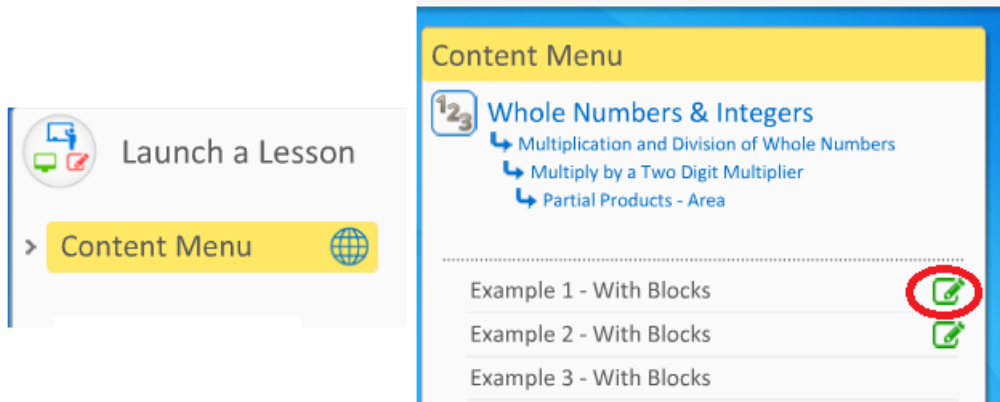 Launch a Lesson
Content Menu
Content Menu
123
Whole Numbers & Integers
Multiplication and Division of Whole Numbers
Multiply by a Two Digit Multiplier
Partial Products - Area
Example 1 - With Blocks
Example 2 - With Blocks
Example 3 - With Blocks